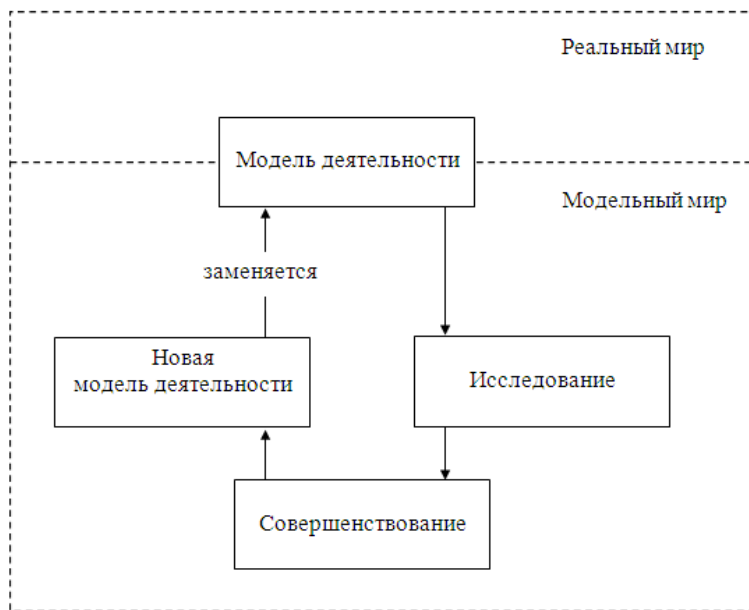 Реальный мир
Модель деятельности
Модельный мир
заменяется
Новая
модель деятельности
Исследование
Совершенствование